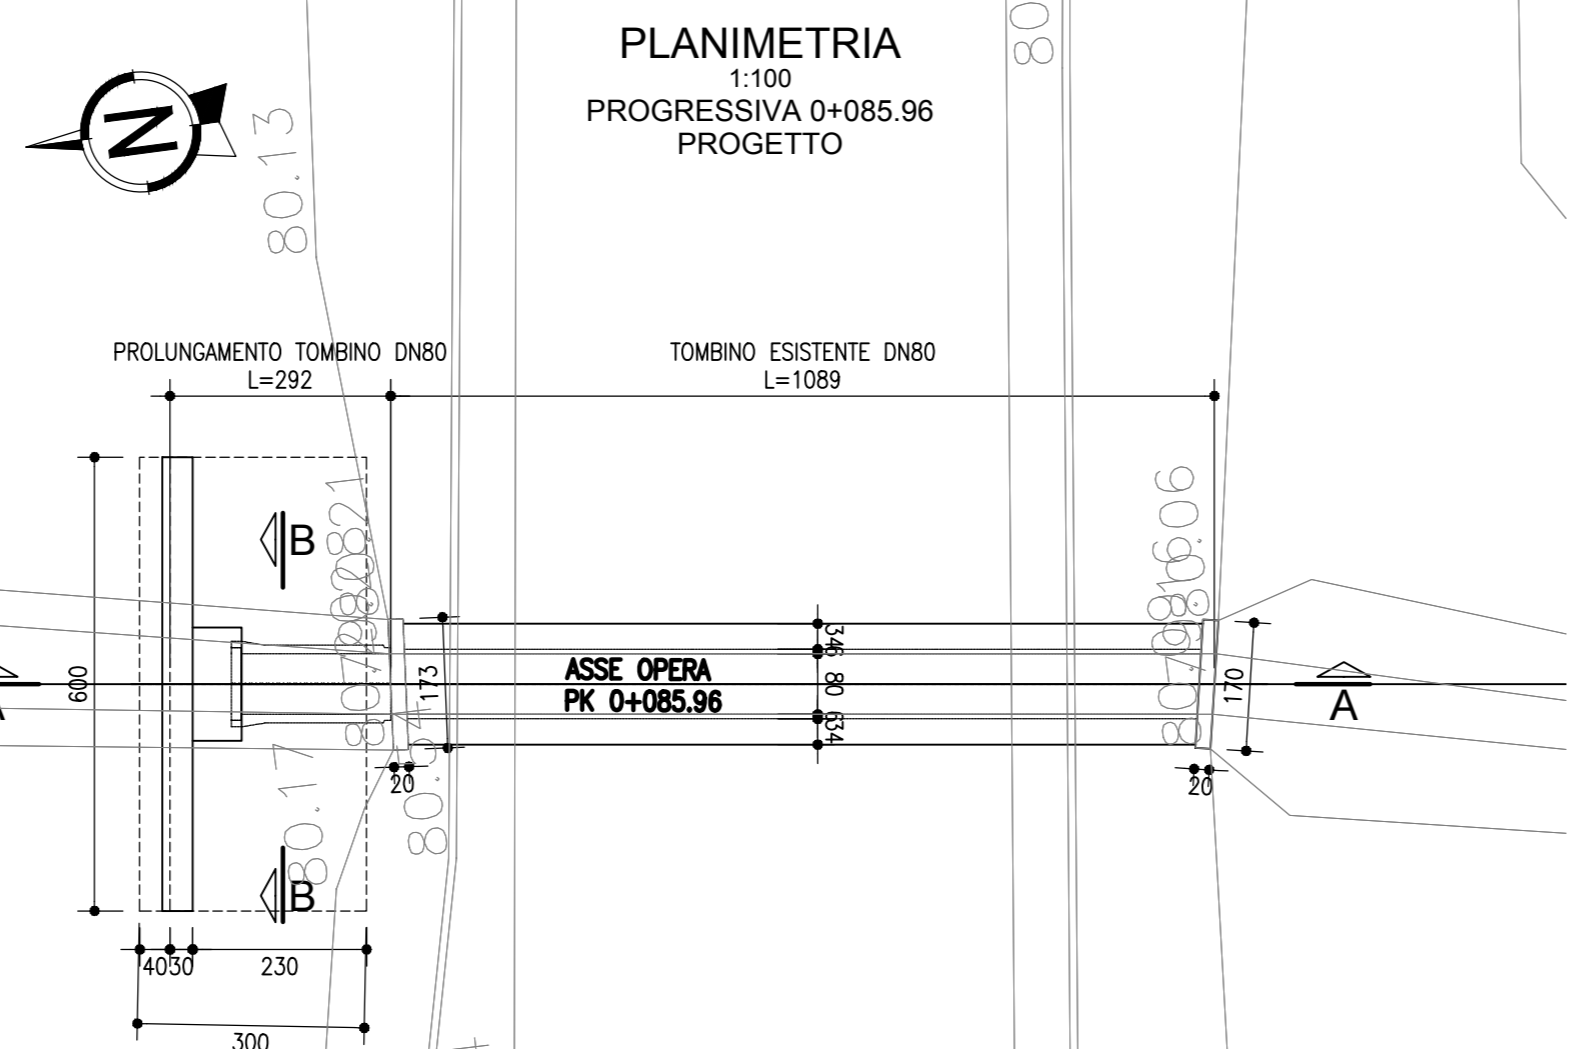 PLANIMETRIA
1:100
PROGRESSIVA 0+085.96
PROGETTO
N
80.13
80
PROLUNGAMENTO TOMBINO DN80
L=292
TOMBINO ESISTENTE DN80
L=1089
B
600
173
ASSE OPERA
PK 0+085.96
34
6
80
6
34
170
A
20
20
80.17
B
40
30
230
300